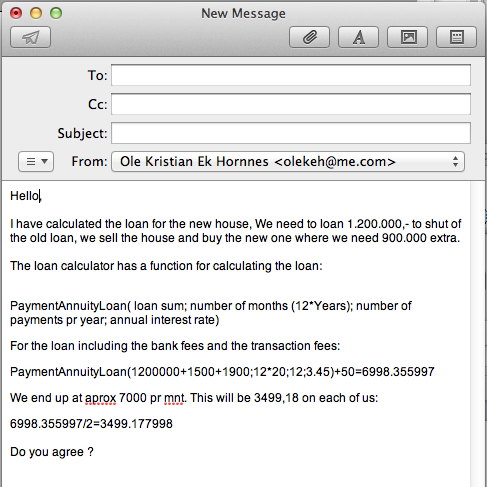 New Message
To:
Cc:
Subject:
From: Ole Kristian Ek Hornnes <olekeh@me.com>
Hello,
I have calculated the loan for the new house, We need to loan 1.200.000,- to shut of
the old loan, we sell the house and buy the new one where we need 900.000 extra.
The loan calculator has a function for calculating the loan:
PaymentAnnuityLoan( loan sum; number of months (12*Years); number of
payments pr year; annual interest rate)
For the loan including the bank fees and the transaction fees:
PaymentAnnuityLoan(1200000+1500+1900;12*20;12;3.45)+50=6998.355997
We end up at aprox 7000 pr mnt. This will be 3499,18 on each of us:
6998.355997/2=3499.177998
Do you agree ?